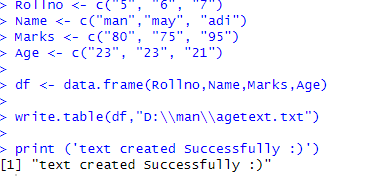 > Rollno <- c("5", "6", "7")
> Name <- c("man","may", "adi")
> Marks <- c("80", "75", "95")
> Age <- c("23", "23", "21")
>
> df <- data.frame(Rollno,Name,Marks,Age)
>
> write.table(df,"D:\\man\\agetext.txt")
>
> print ('text created Successfully :)')
[1] "text created Successfully :)"